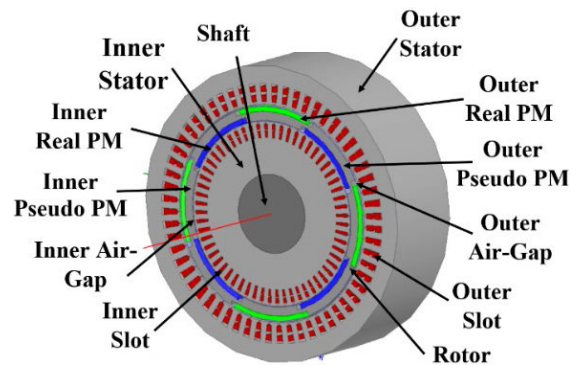 Shaft
Outer
Stator
Inner
Stator
Outer
Real PM
Inner
Real PM
Outer
Pseudo PM
Inner
Pseudo PM
Outer
Air-Gap
Inner Air-
Gap
Inner
Slot
Outer
Slot
Rotor